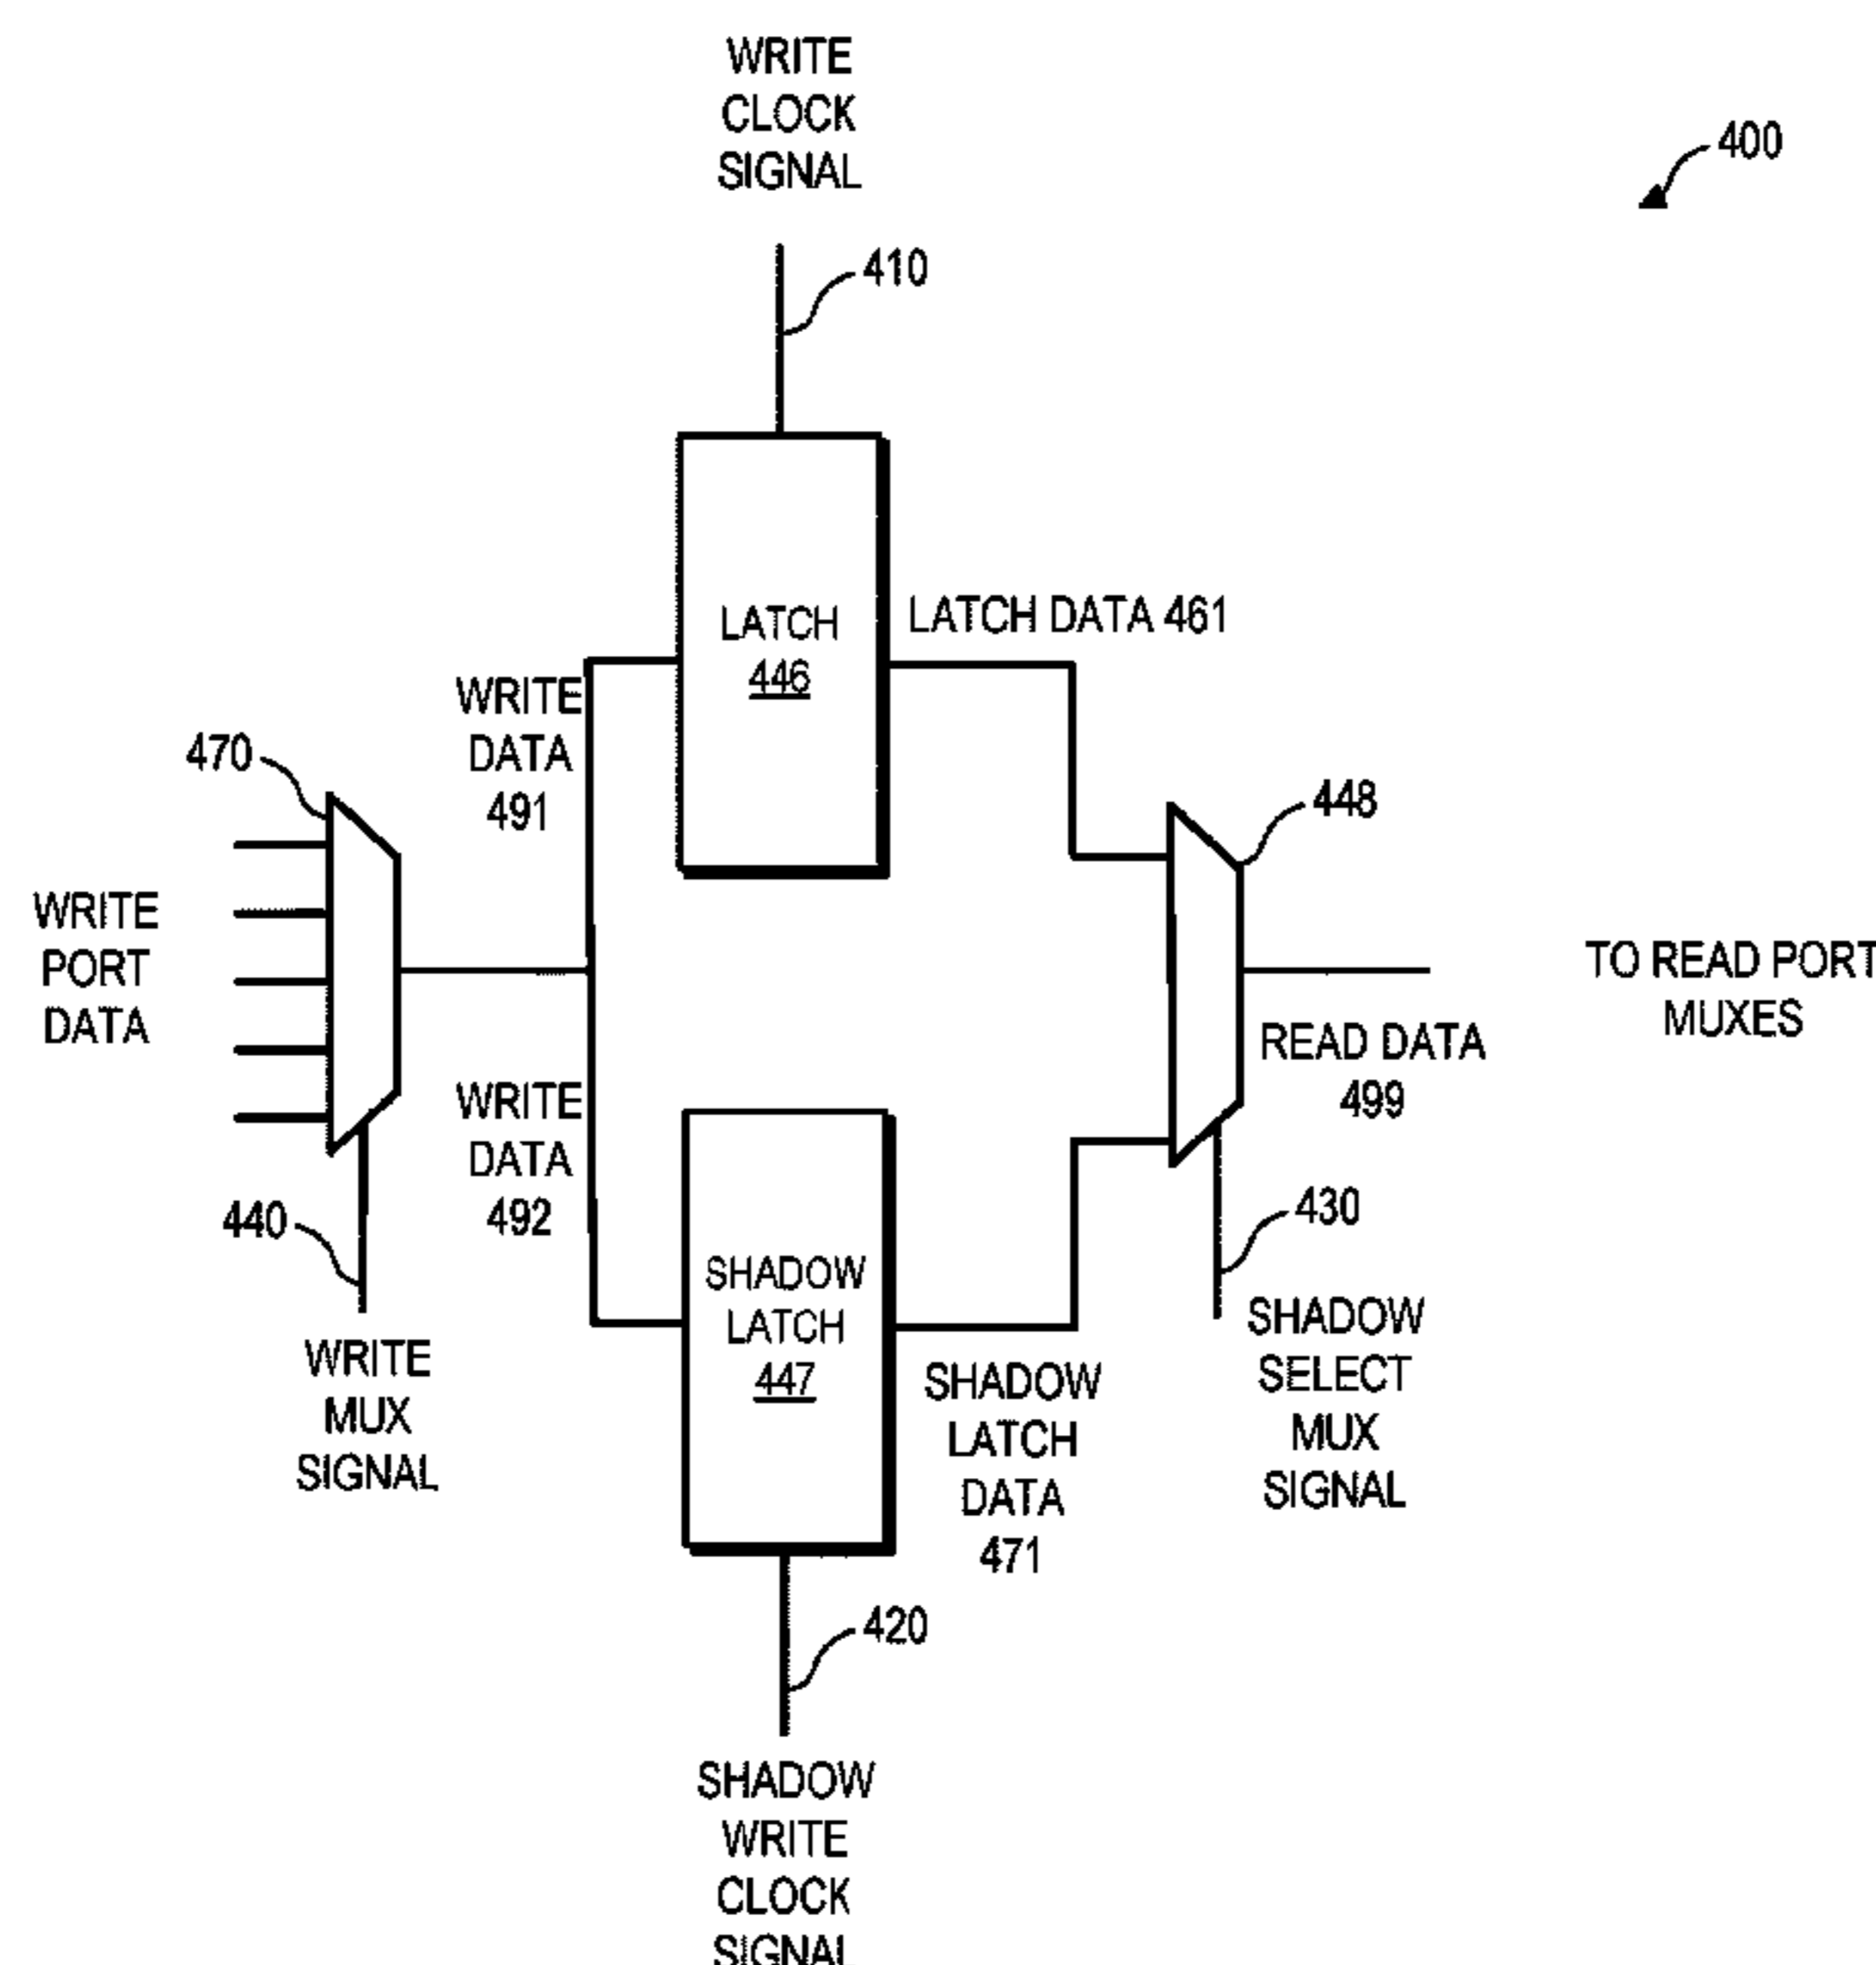 WRITE
CLOCK
SIGNAL
400
410
LATCH
446
LATCH DATA 461
WRITE
DATA
491
470
448
WRITE
PORT
DATA
TO READ PORT
MUXES
READ DATA
499
WRITE
DATA
492
440
430
SHADOW
LATCH
447
WRITE
MUX
SIGNAL
SHADOW
LATCH
DATA
471
SHADOW
SELECT
MUX
SIGNAL
420
SHADOW
WRITE
CLOCK
SIGNAL